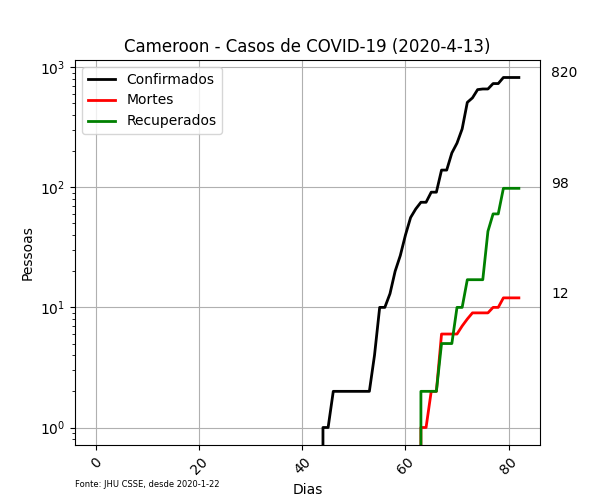 Cameroon - Casos de COVID-19 (2020-4-13)
Confirmados
Mortes
Recuperados
10³
10²
10¹
10⁰
Pessoas
820
98
12
0
20
40
60
80
Dias
Fonte: JHU CSSE, desde 2020-1-22